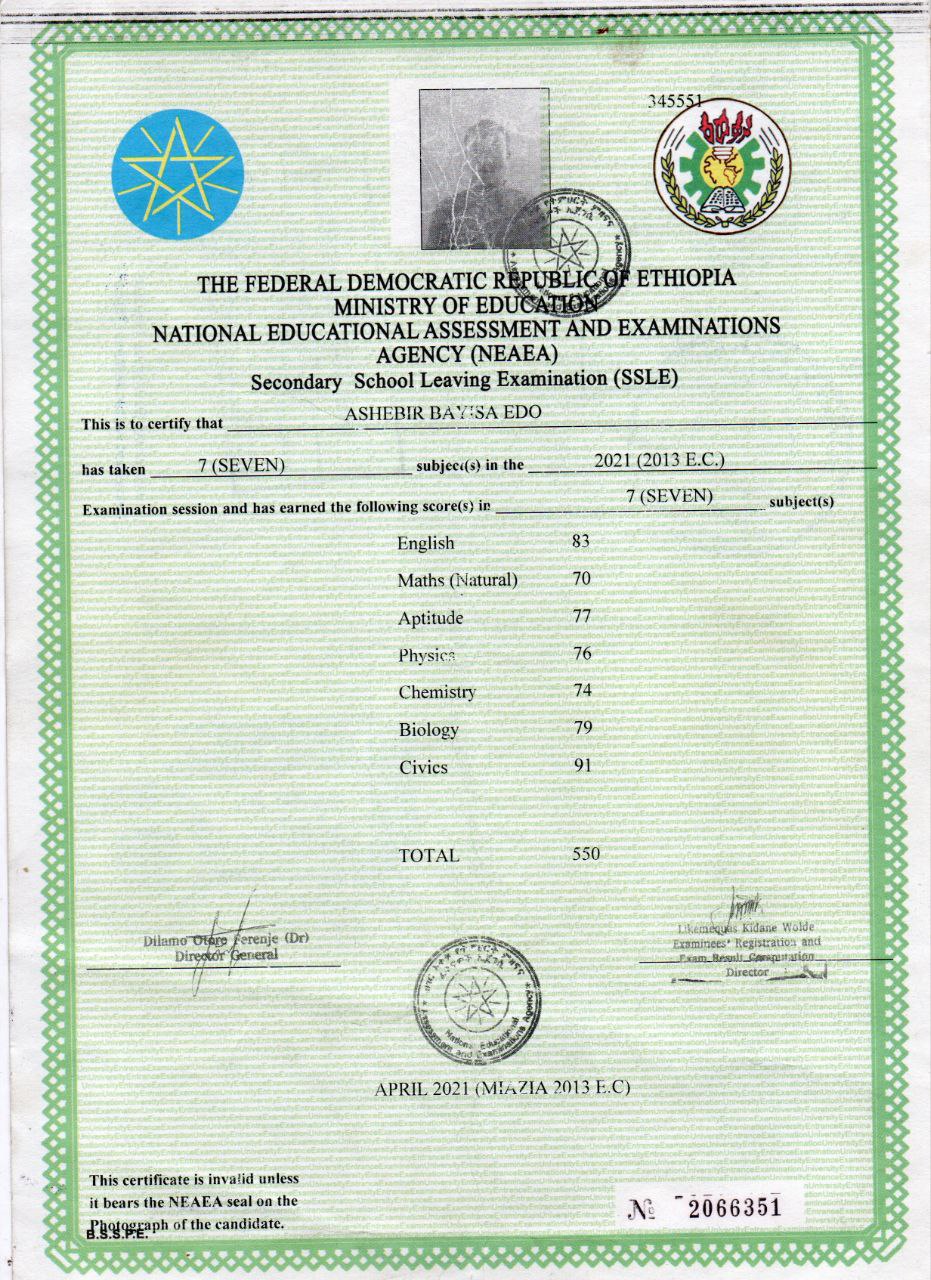 345551
THE FEDERAL DEMOCRATIC REPUBLIC OF ETHIOPIA
MINISTRY OF EDUCATION
NATIONAL EDUCATIONAL ASSESSMENT AND EXAMINATIONS
AGENCY (NEAEA)
Secondary School Leaving Examination (SSLE)
This is to certify that ASHEBIR BAYISA EDO
has taken 7 (SEVEN) subject(s) in the 2021 (2013 E.C.)
Examination session and has earned the following score(s) in 7 (SEVEN) subject(s)
English 83
Maths (Natural) 70
Aptitude 77
Physics 76
Chemistry 74
Biology 79
Civics 91
TOTAL 550
Dilamo Otore Ferenje (Dr)
Director General
Likemequas Kidane Wolde
Examinees' Registration and
Exam Result Computation
Director
National Educational
Assessment and Examinations Agency
APRIL 2021 (MIAZIA 2013 E.C)
This certificate is invalid unless
it bears the NEAEA seal on the
Photograph of the candidate.
B.S.S.P.E.
№ 2066351